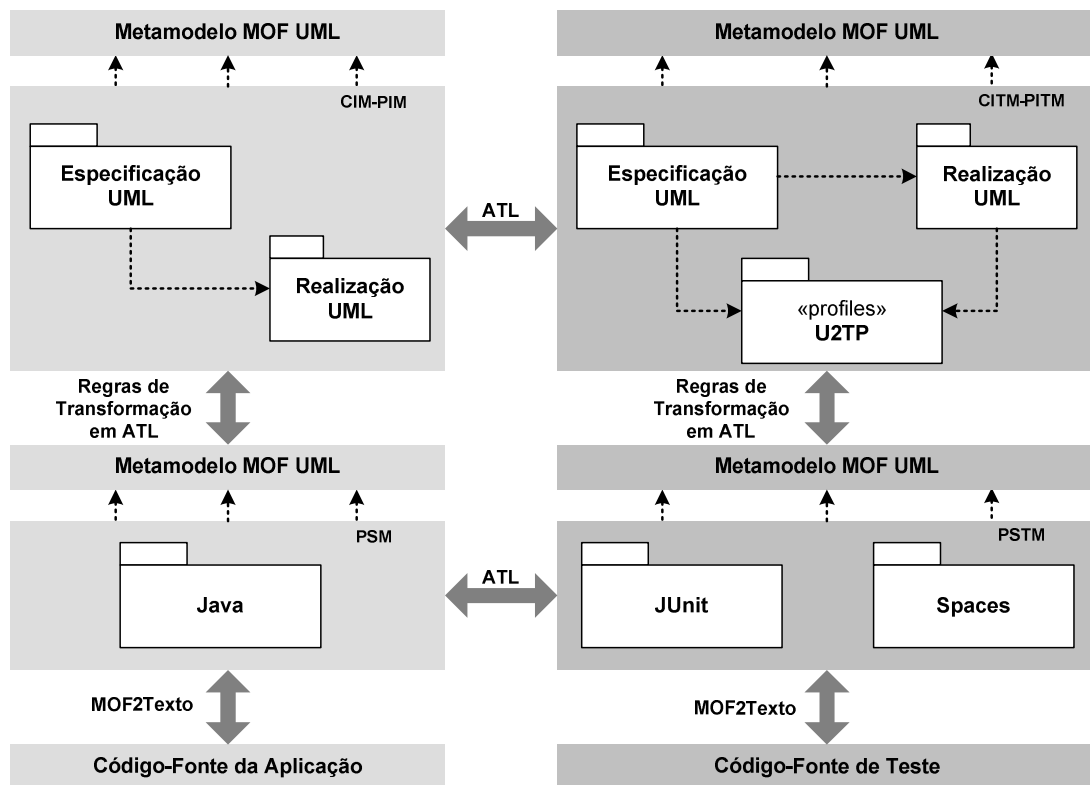 Metamodelo MOF UML
CIM-PIM
Especificação
UML
Realização
UML
ATL
Metamodelo MOF UML
CITM-PITM
Especificação
UML
Realização
UML
«profiles»
U2TP
Regras de
Transformação
em ATL
Regras de
Transformação
em ATL
Metamodelo MOF UML
PSM
Java
ATL
Metamodelo MOF UML
PSTM
JUnit
Spaces
MOF2Texto
MOF2Texto
Código-Fonte da Aplicação
Código-Fonte de Teste